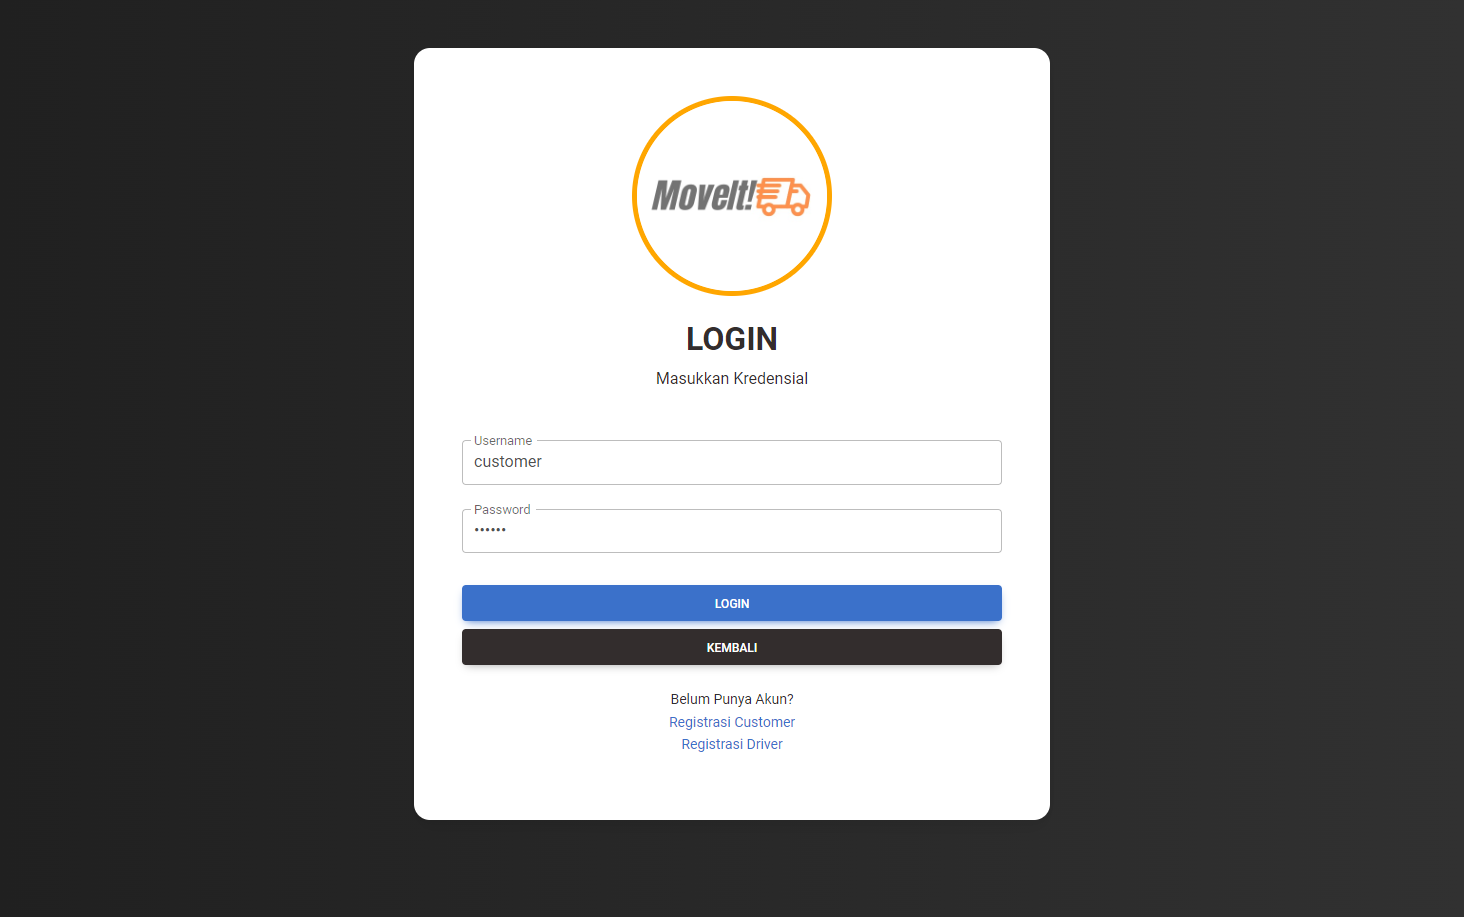 MoveIt!
LOGIN
Masukkan Kredensial
Username
customer
Password
••••••
LOGIN
KEMBALI
Belum Punya Akun?
Registrasi Customer
Registrasi Driver